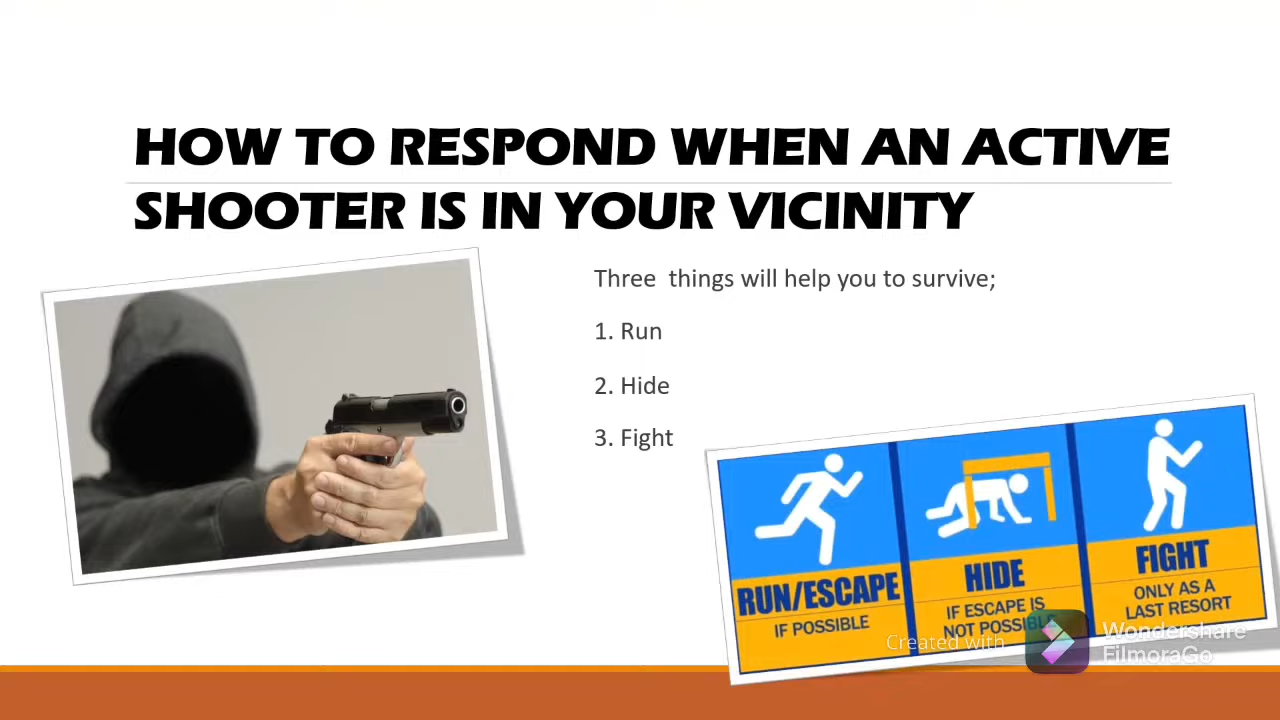 HOW TO RESPOND WHEN AN ACTIVE
SHOOTER IS IN YOUR VICINITY
Three things will help you to survive;
1. Run
2. Hide
3. Fight
RUN/ESCAPE
IF POSSIBLE
HIDE
IF ESCAPE IS
NOT POSSIBLE
FIGHT
ONLY AS A
LAST RESORT
Created with
Wondershare
FilmoraGo